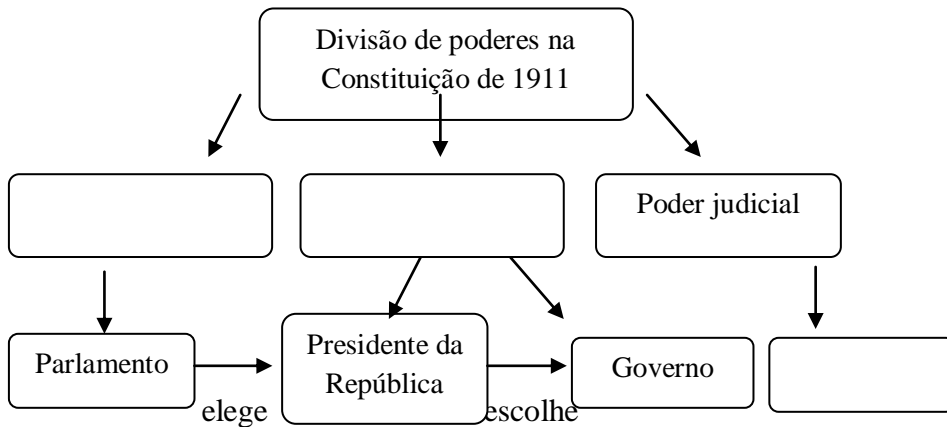 Divisão de poderes na
Constituição de 1911
Poder judicial
Parlamento
elege
Presidente da
República
escolhe
Governo